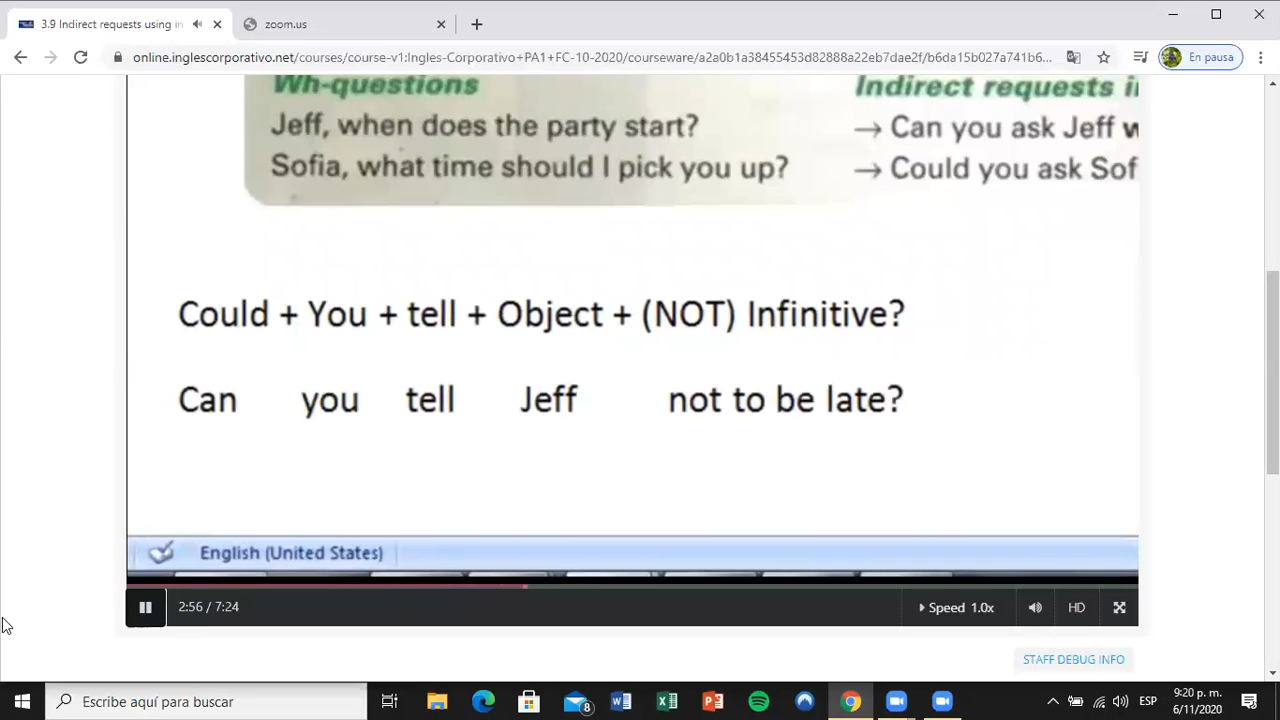 3.9 Indirect requests using in
zoom.us
online.inglescorporativo.net/courses/course-v1:Ingles_Corporativ+PA1+FC-10-2020/courseware/a2a0b1a38455453d82888a22eb7dae2f/b6da15b027a741b6...
En pausa
Wh-questions
Jeff, when does the party start?
Sofia, what time should I pick you up?
Indirect requests i
→ Can you ask Jeff w
→ Could you ask Sof
Could + You + tell + Object + (NOT) Infinitive?
Can you tell Jeff not to be late?
English (United States)
2:56 / 7:24
Speed 1.0x
HD
STAFF DEBUG INFO
Escribe aquí para buscar
8
ESP
9:20 p. m.
6/11/2020